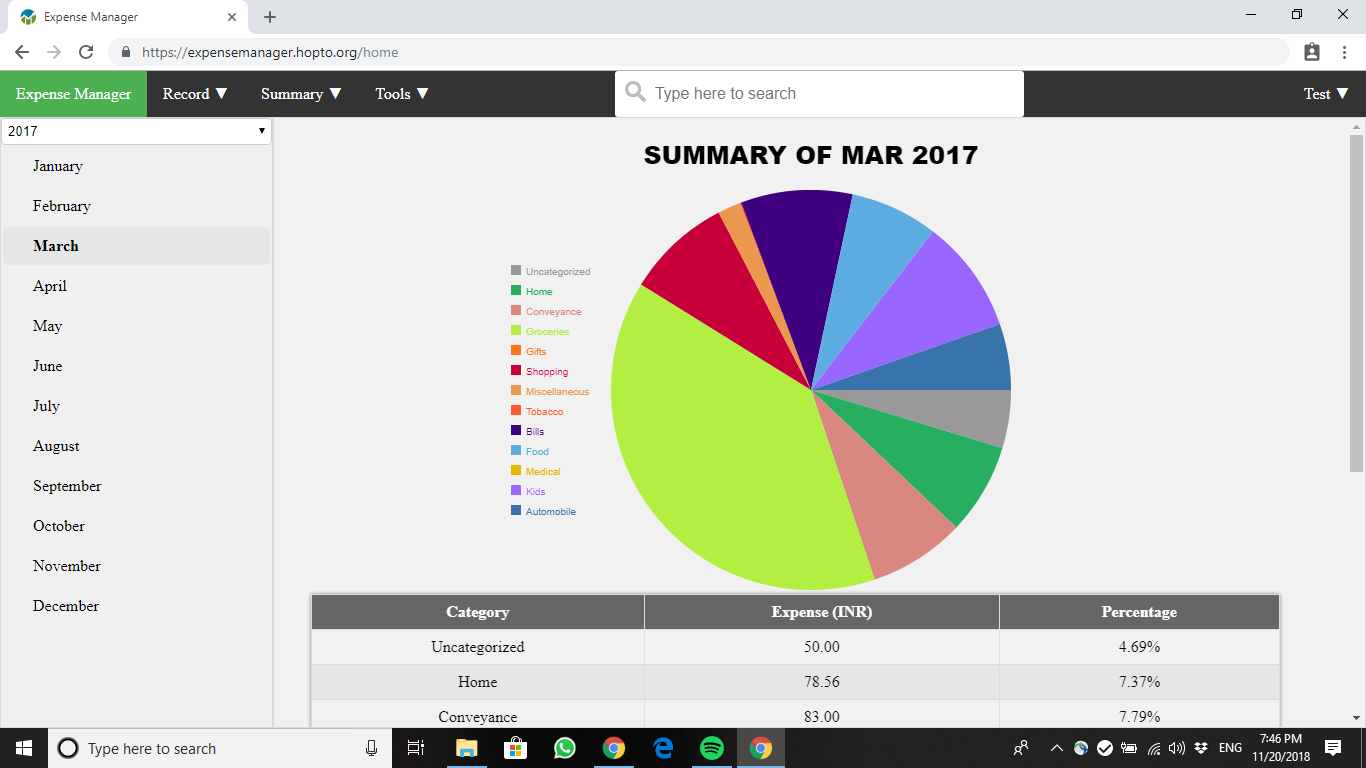 Expense Manager
https://expensemanager.hopto.org/home
Expense Manager Record ▼ Summary ▼ Tools ▼ Type here to search Test ▼
2017
January
February
March
April
May
June
July
August
September
October
November
December
SUMMARY OF MAR 2017
Uncategorized
Home
Conveyance
Groceries
Gifts
Shopping
Miscellaneous
Tobacco
Bills
Food
Medical
Kids
Automobile
Category Expense (INR) Percentage
Uncategorized 50.00 4.69%
Home 78.56 7.37%
Conveyance 83.00 7.79%
Type here to search
ENG
7:46 PM
11/20/2018